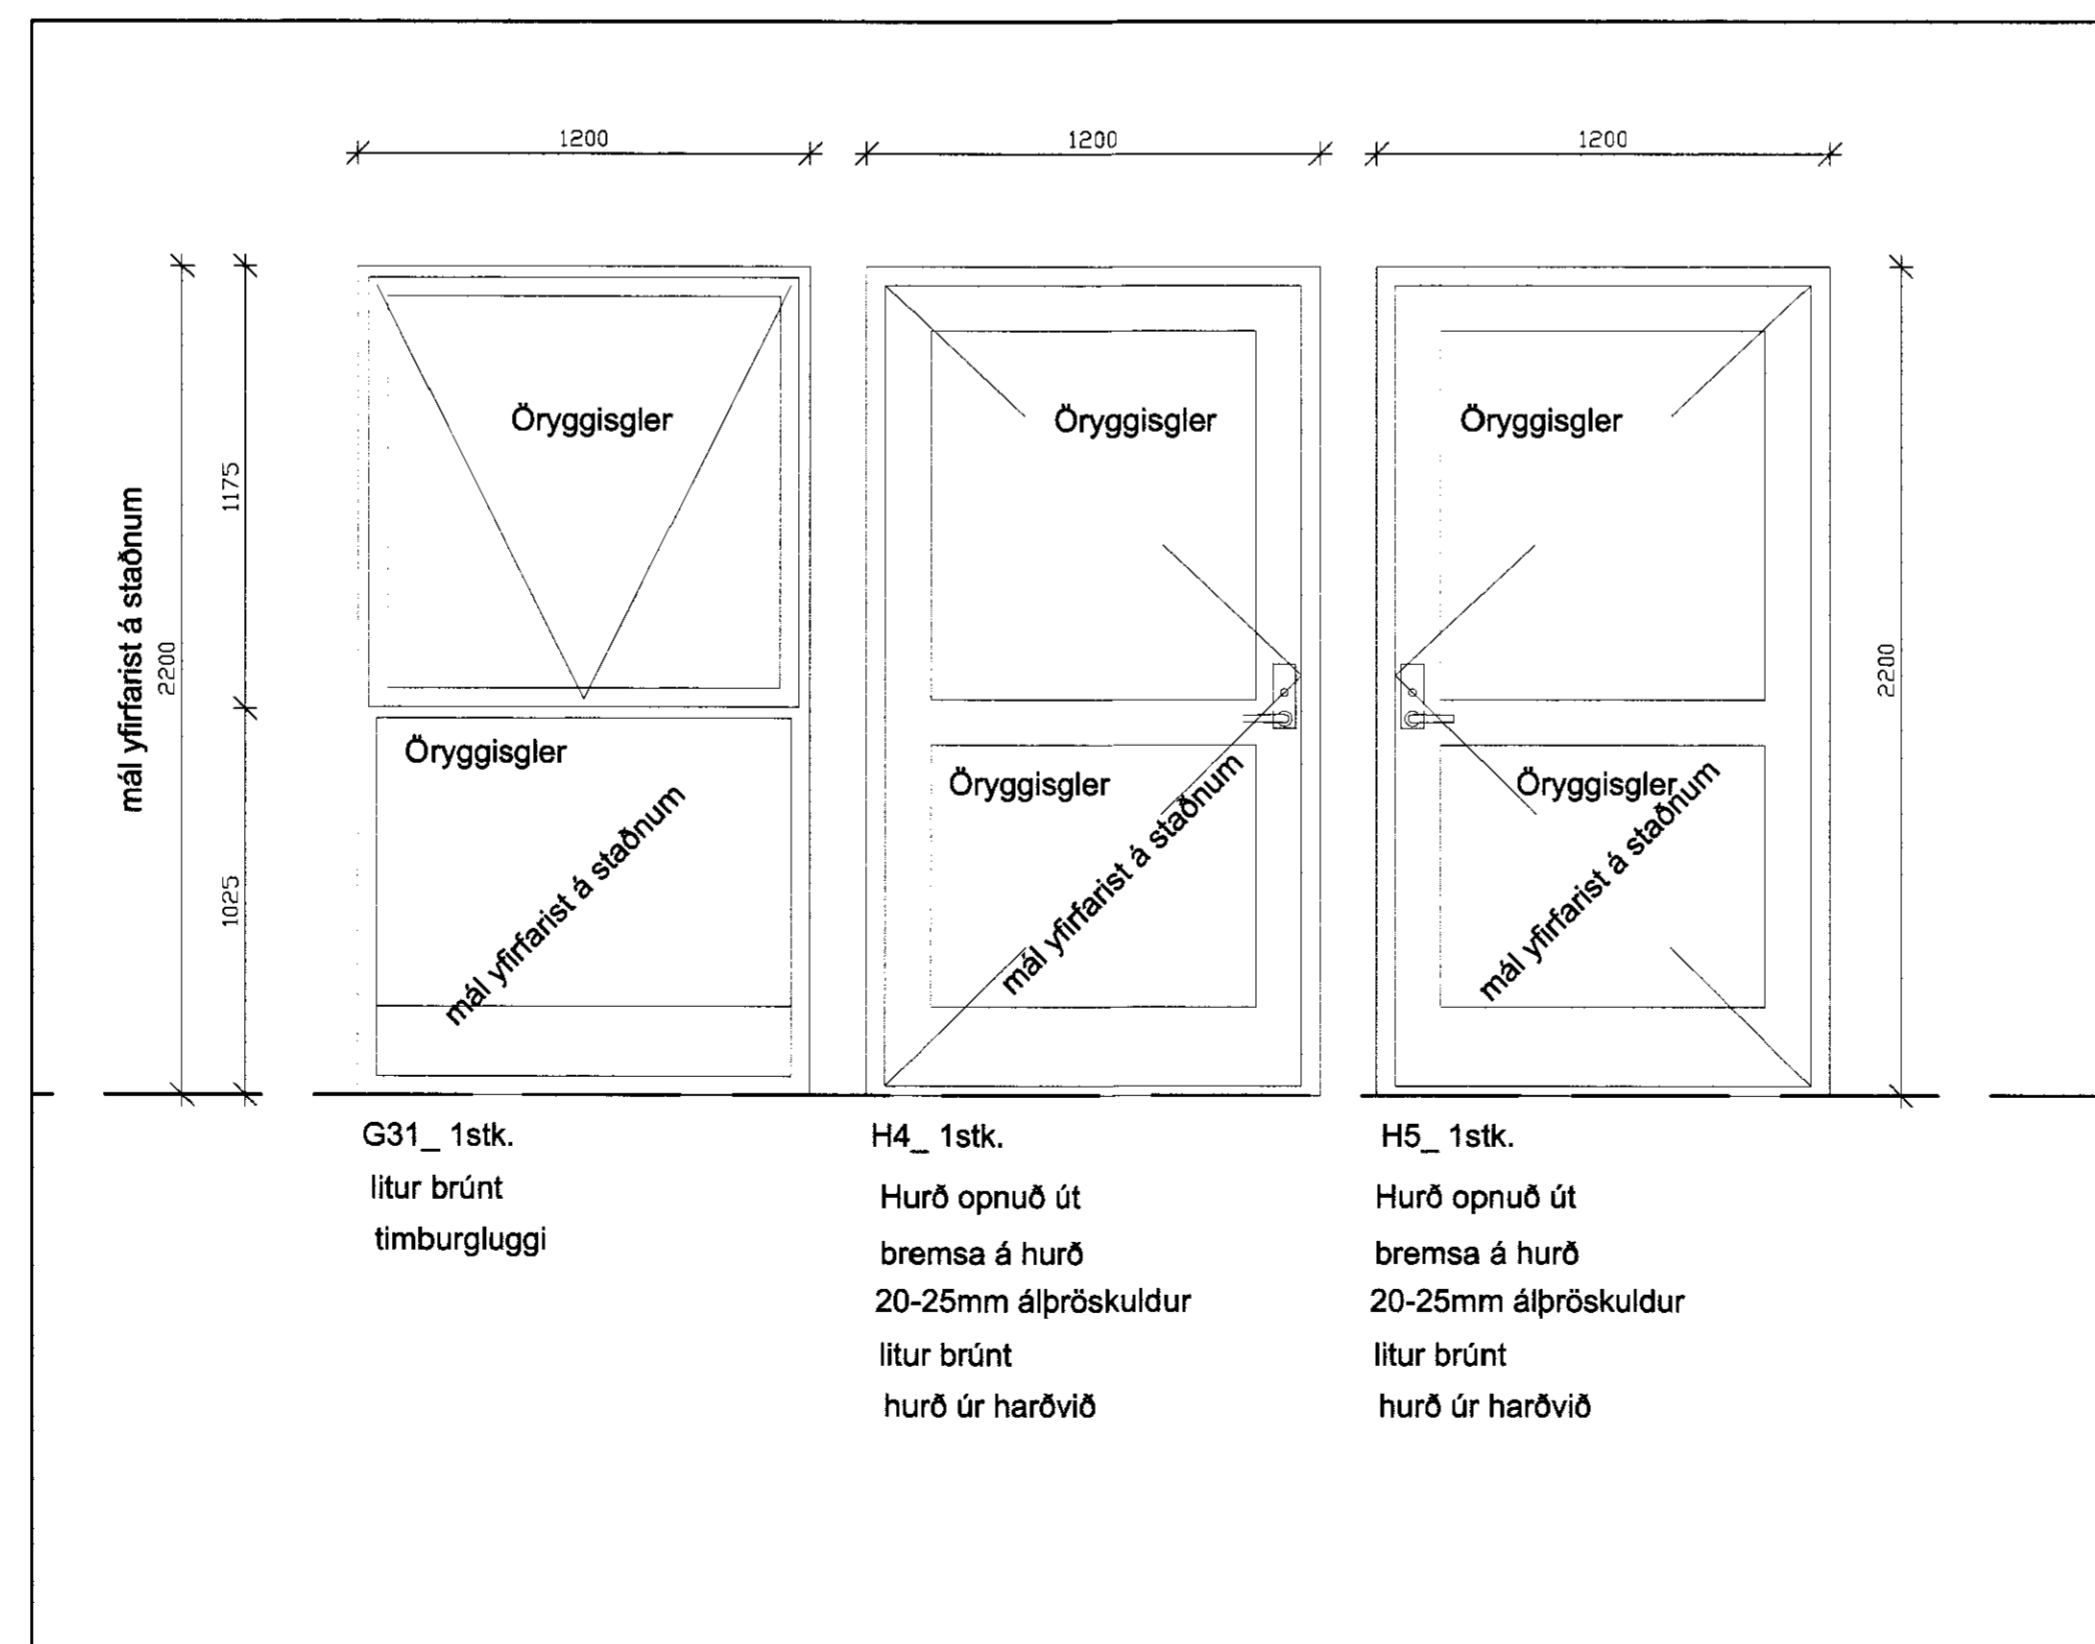 1200
1200
1200
mál yfirfarist á staðnum
2200
1175
1025
2200
Öryggisgler
Öryggisgler
Öryggisgler
Öryggisgler
Öryggisgler
Öryggisgler
mál yfirfarist á staðnum
mál yfirfarist á staðnum
mál yfirfarist á staðnum
G31_ 1stk.
litur brúnt
timburgluggi
H4_ 1stk.
Hurð opnuð út
bremsa á hurð
20-25mm álþröskuldur
litur brúnt
hurð úr harðvið
H5_ 1stk.
Hurð opnuð út
bremsa á hurð
20-25mm álþröskuldur
litur brúnt
hurð úr harðvið